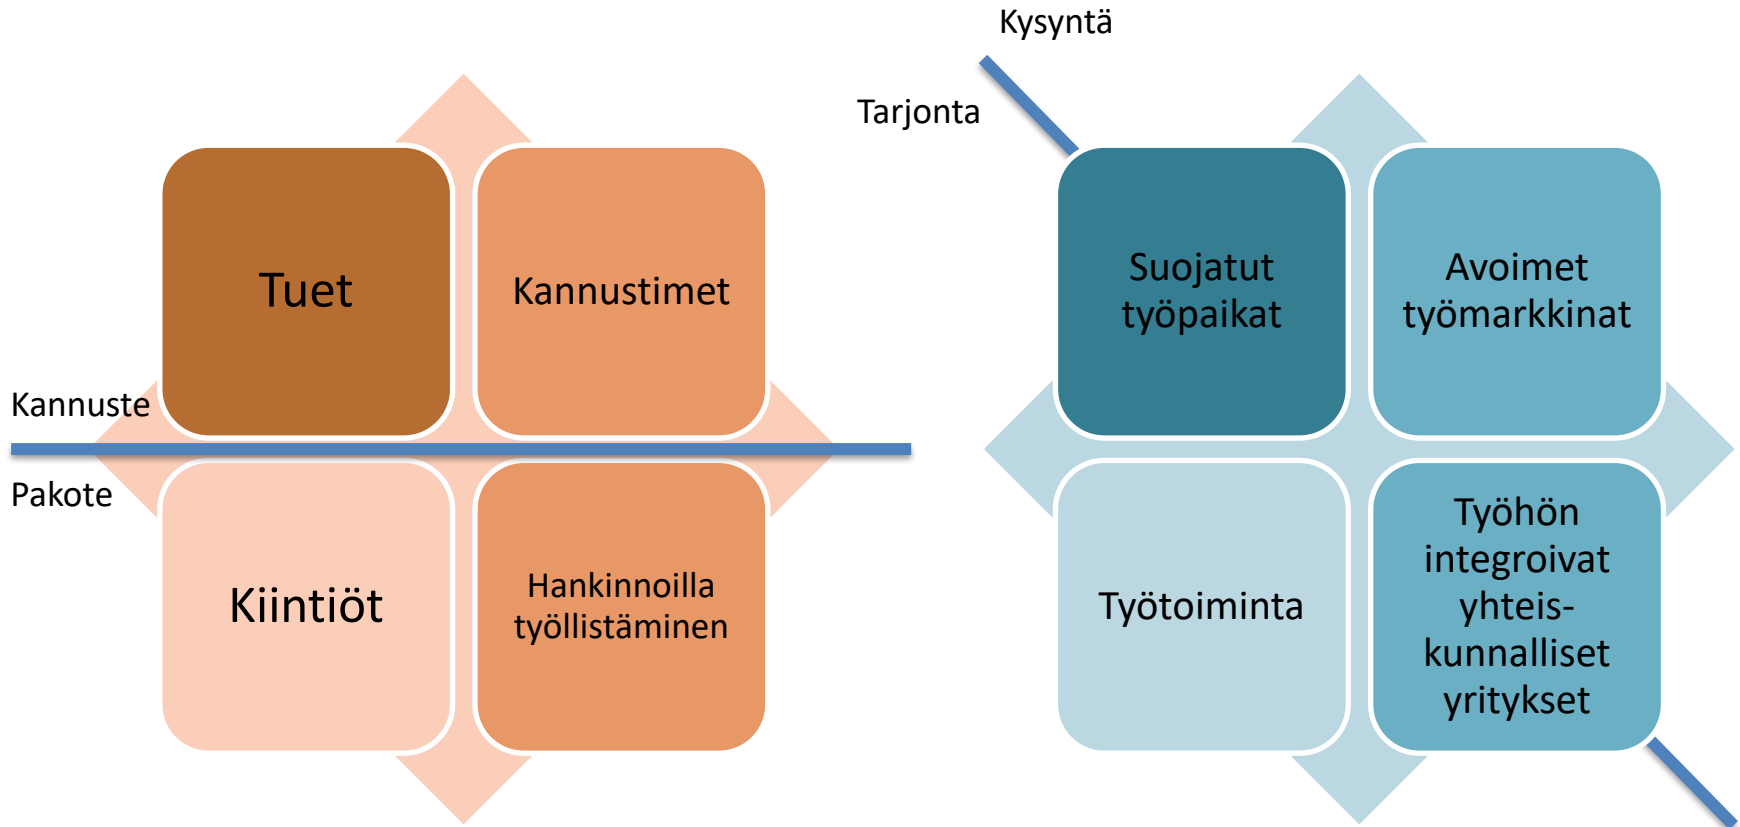 Tuet
Kannustimet
Kannuste
Pakote
Kiintiöt
Hankinnoilla
työllistäminen
Kysyntä
Tarjonta
Suojatut
työpaikat
Avoimet
työmarkkinat
Työtoiminta
Työhön
integroivat
yhteis-
kunnalliset
yritykset